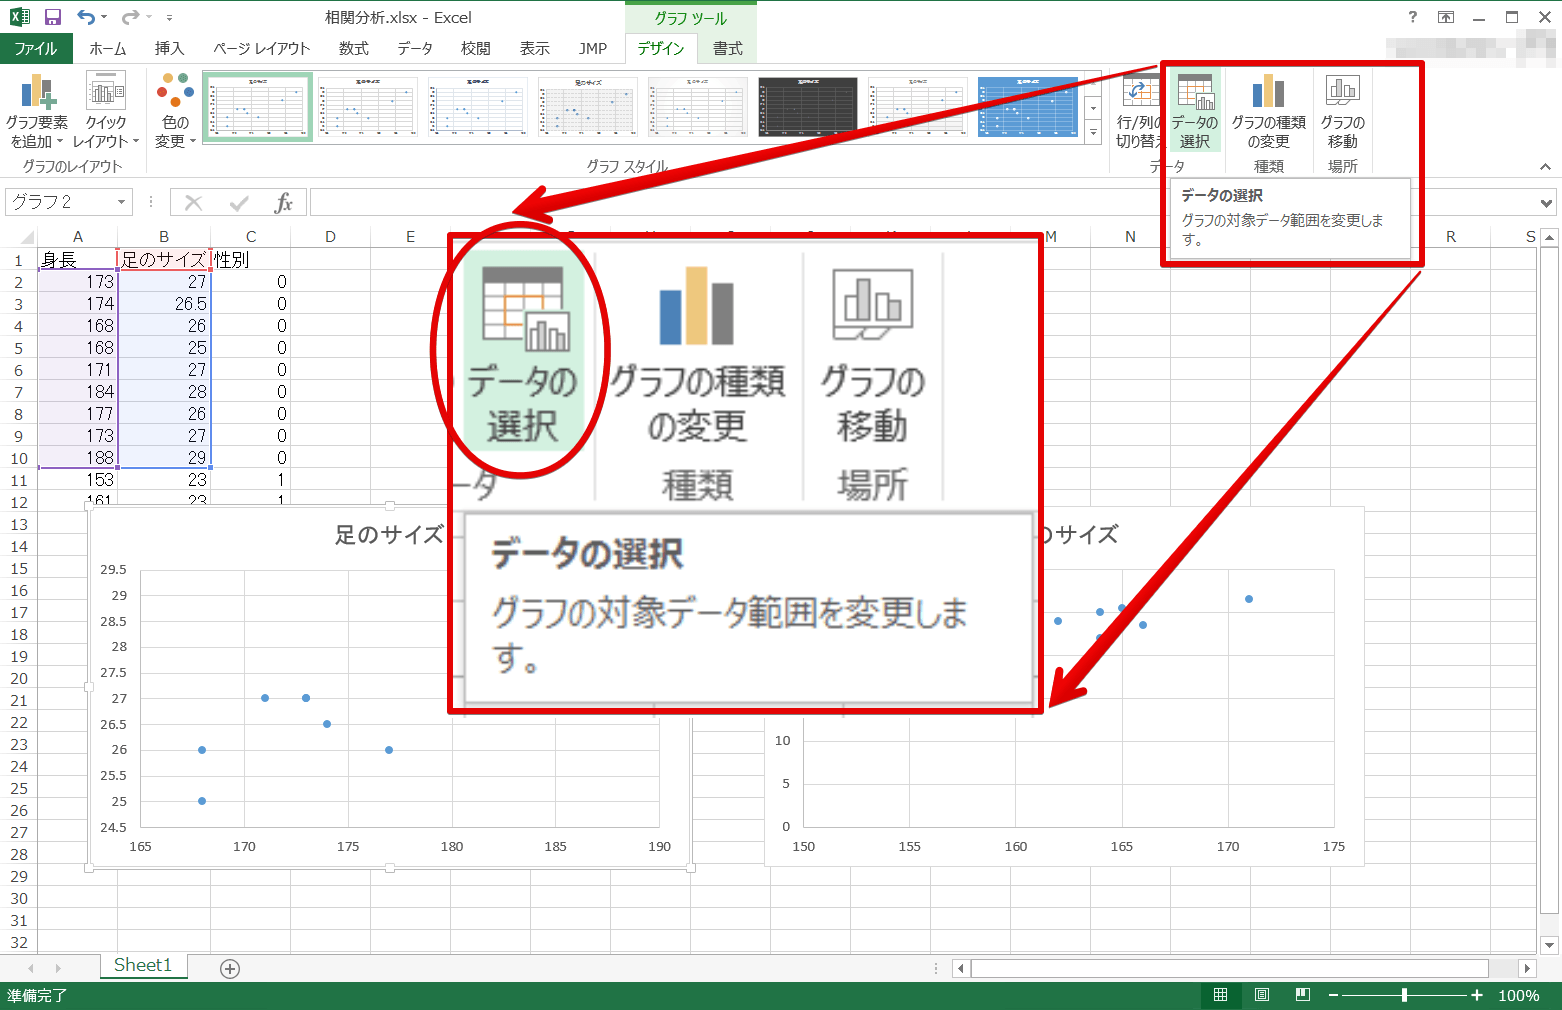 相関分析.xlsx - Excel
グラフ ツール
?
ファイル ホーム 挿入 ページ レイアウト 数式 データ 校閲 表示 JMP デザイン 書式
グラフ要素
を追加
クイック
レイアウト
グラフのレイアウト
色の
変更
グラフ スタイル
行/列の
切り替え
データの
選択
データ
グラフの種類
の変更
種類
グラフの
移動
場所
データの選択
グラフの対象データ範囲を変更しま
す。
グラフ 2
fx
A B C D E M N R S
1 身長 足のサイズ 性別
2 173 27 0
3 174 26.5 0
4 168 26 0
5 168 25 0
6 171 27 0
7 184 28 0
8 177 26 0
9 173 27 0
10 188 29 0
11 153 23 1
12 161 23 1
13
14
15
16
17
18
19
20
21
22
23
24
25
26
27
28
29
30
31
32
データの
選択
ータ
グラフの種類
の変更
種類
グラフの
移動
場所
データの選択
グラフの対象データ範囲を変更しま
す。
足のサイズ
29.5
29
28.5
28
27.5
27
26.5
26
25.5
25
24.5
165 170 175 180 185 190
のサイズ
10
5
0
150 155 160 165 170 175
Sheet1
準備完了
100%